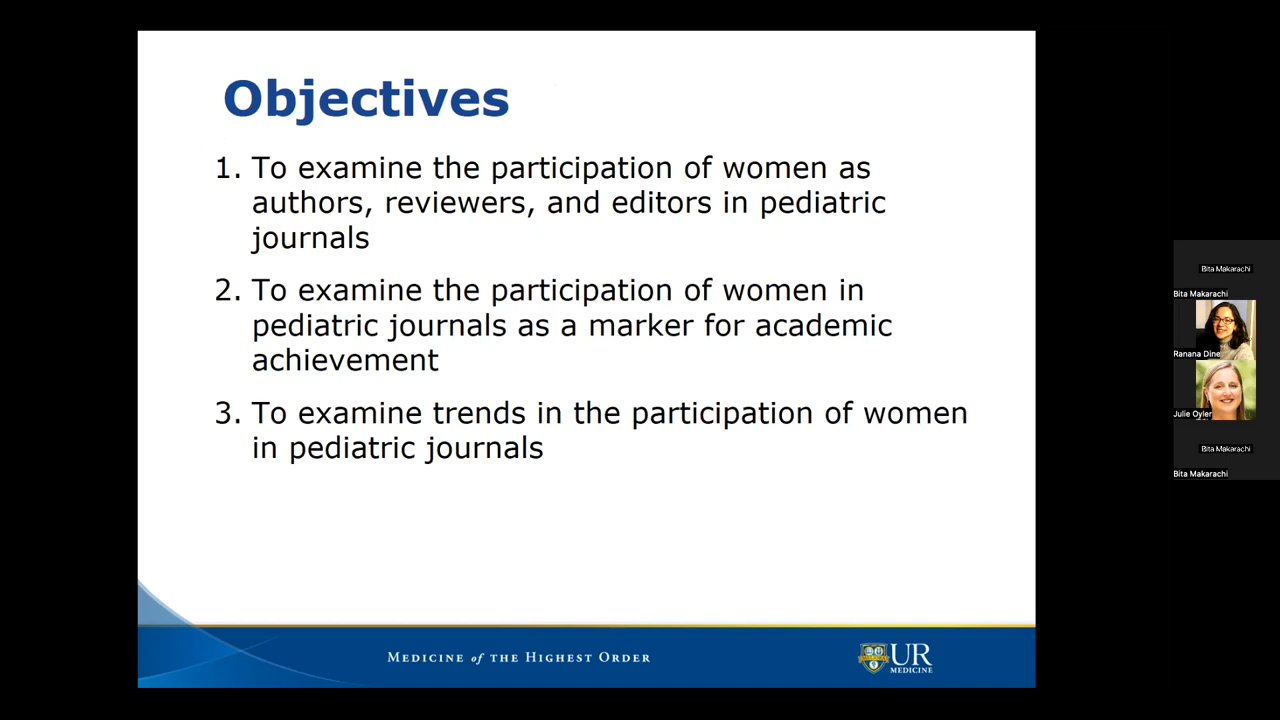 Objectives
1. To examine the participation of women as
authors, reviewers, and editors in pediatric
journals
2. To examine the participation of women in
pediatric journals as a marker for academic
achievement
3. To examine trends in the participation of women
in pediatric journals
MEDICINE of THE HIGHEST ORDER
UR
MEDICINE
Bita Makarachi
Bita Makarachi
Ranana Dine
Julie Oyler
Bita Makarachi
Bita Makarachi